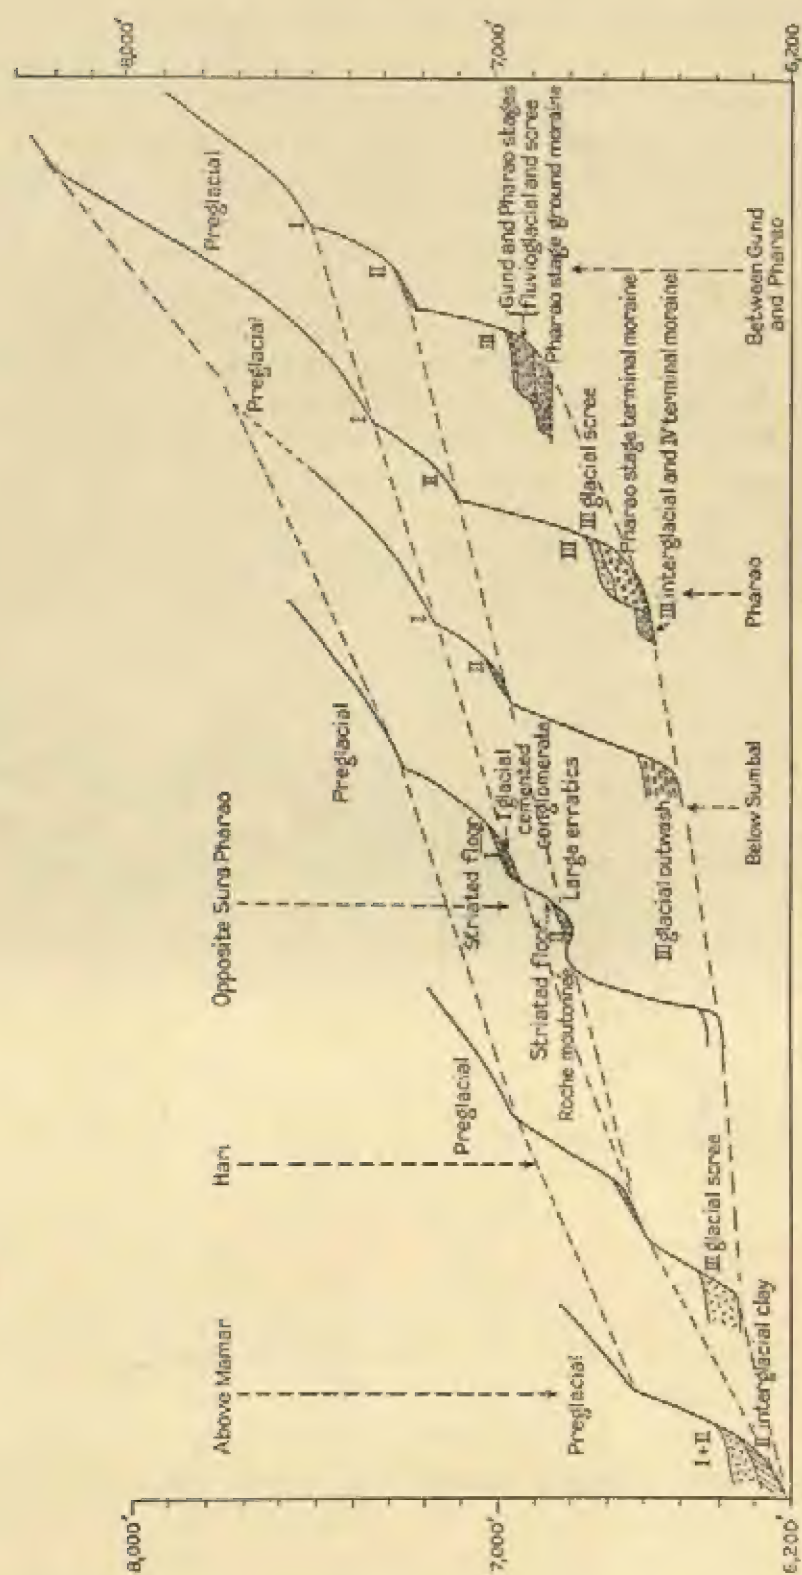 8,000'
7,000'
6,200'
Above Mamar
Preglacial
I+II
II interglacial clay
Hari
Preglacial
III glacial scree
Opposite Sura Pharao
Preglacial
Striated floor
I glacial
cemented
conglomerate
Striated floor
Roche moutonnee
II
Large erratics
Below Sumbal
Preglacial
I
II
III glacial outwash
Pharao
Preglacial
I
II
III
III glacial scree
Pharao stage terminal moraine
III interglacial and IV terminal moraine
Between Gund
and Pharao
I
II
III
Gund and Pharao stages
fluvioglacial and scree
Pharao stage ground moraine
8,000'
7,000'
6,200